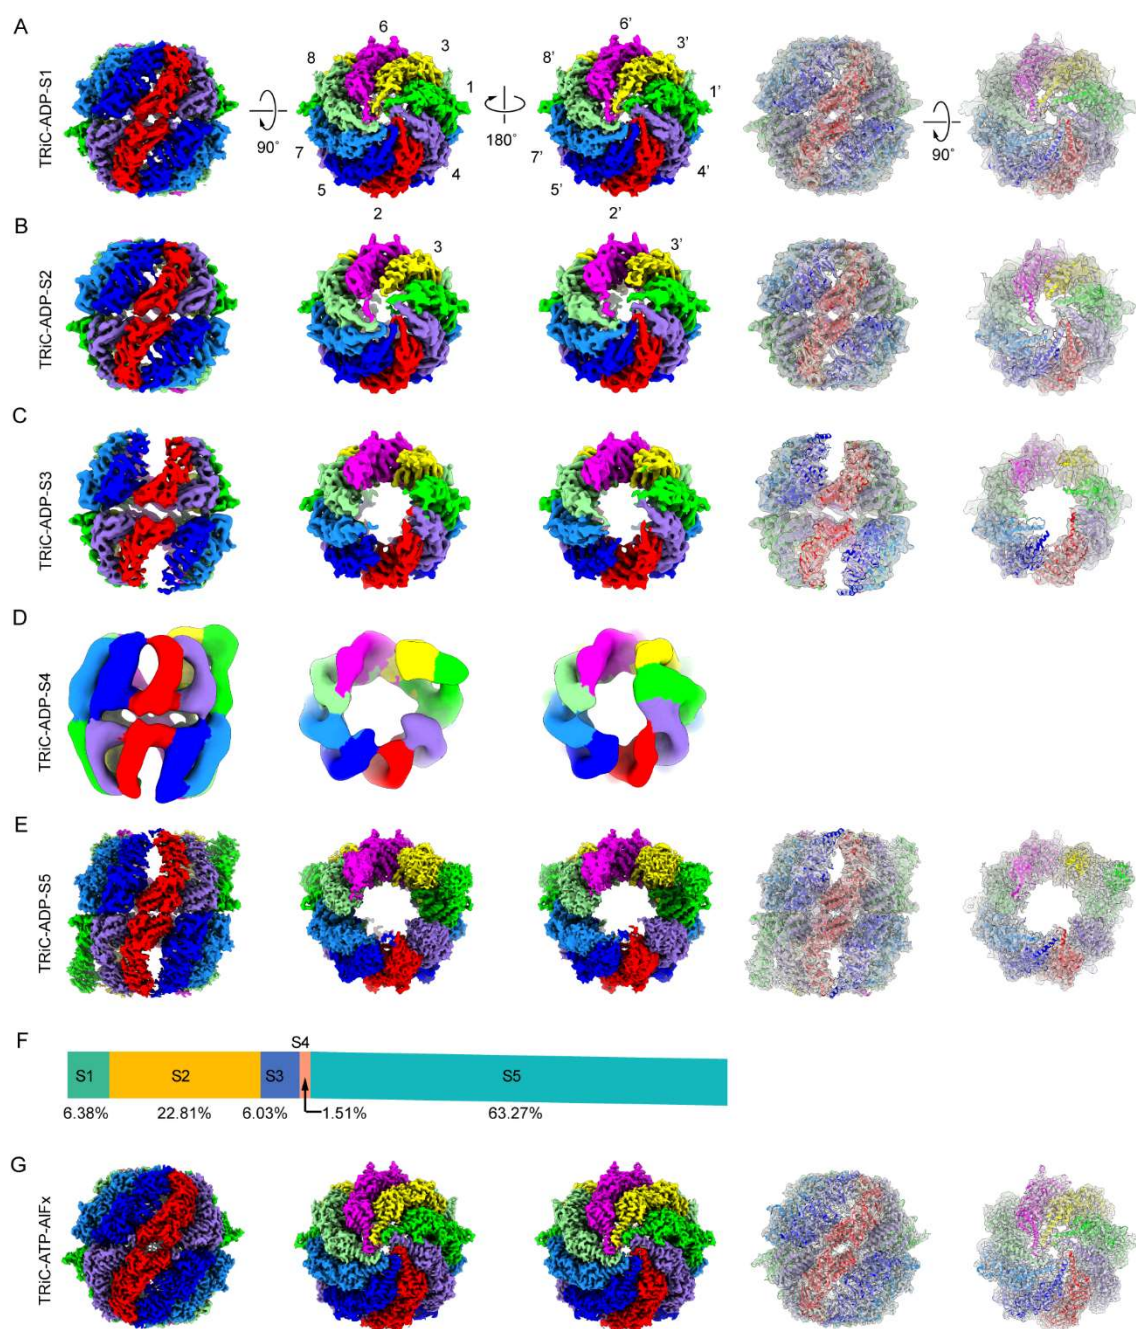 A
TRiC-ADP-S1
90°
6
8
3
1
7
4
5
2
180°
6’
8’
3’
1’
7’
4’
5’
2’
90°
B
TRiC-ADP-S2
3
3’
C
TRiC-ADP-S3
D
TRiC-ADP-S4
E
TRiC-ADP-S5
F
S4
S1
S2
S3
S5
6.38%
22.81%
6.03%
1.51%
63.27%
G
TRiC-ATP-AlFx